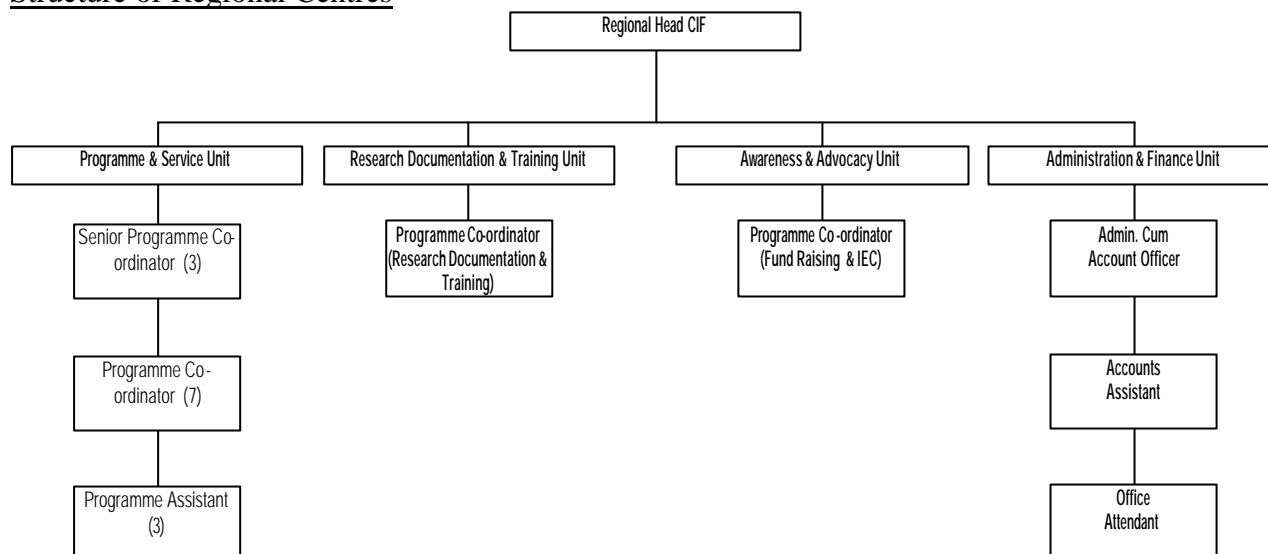 Structure of Regional Centres
Regional Head CIF
Programme & Service Unit
Research Documentation & Training Unit
Awareness & Advocacy Unit
Administration & Finance Unit
Senior Programme Co-
ordinator (3)
Programme Co-ordinator
(Research Documentation &
Training)
Programme Co-ordinator
(Fund Raising & IEC)
Admin. Cum
Account Officer
Programme Co-
ordinator (7)
Accounts
Assistant
Programme Assistant
(3)
Office
Attendant